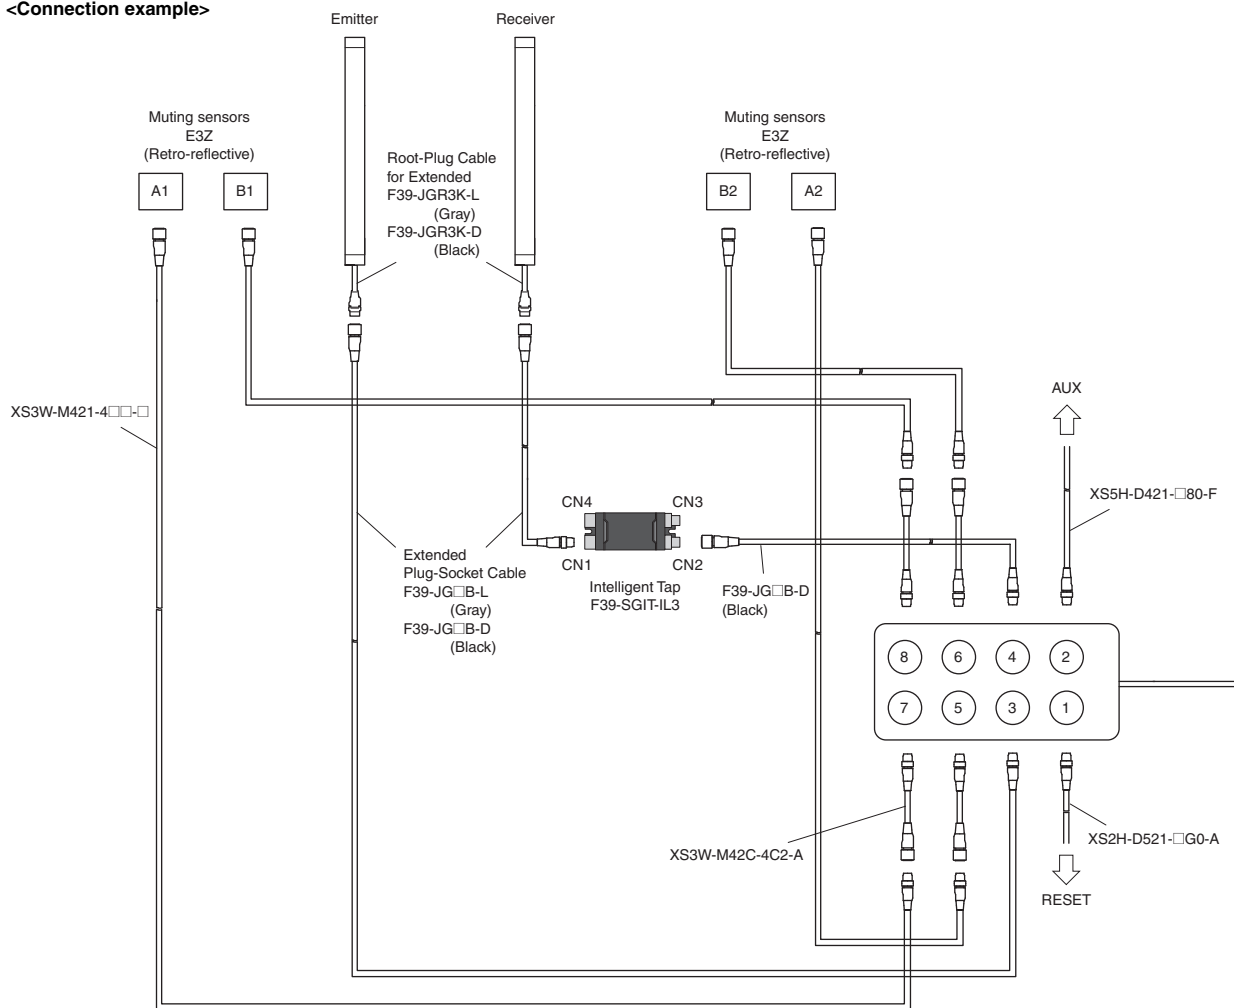 <Connection example>
Emitter
Receiver
Muting sensors
E3Z
(Retro-reflective)
A1
B1
Root-Plug Cable
for Extended
F39-JGR3K-L
(Gray)
F39-JGR3K-D
(Black)
Muting sensors
E3Z
(Retro-reflective)
B2
A2
XS3W-M421-4□□-□
AUX
XS5H-D421-□80-F
CN4
CN3
CN1
CN2
Intelligent Tap
F39-SGIT-IL3
Extended
Plug-Socket Cable
F39-JG□B-L
(Gray)
F39-JG□B-D
(Black)
F39-JG□B-D
(Black)
8 6 4 2
7 5 3 1
XS3W-M42C-4C2-A
XS2H-D521-□G0-A
RESET